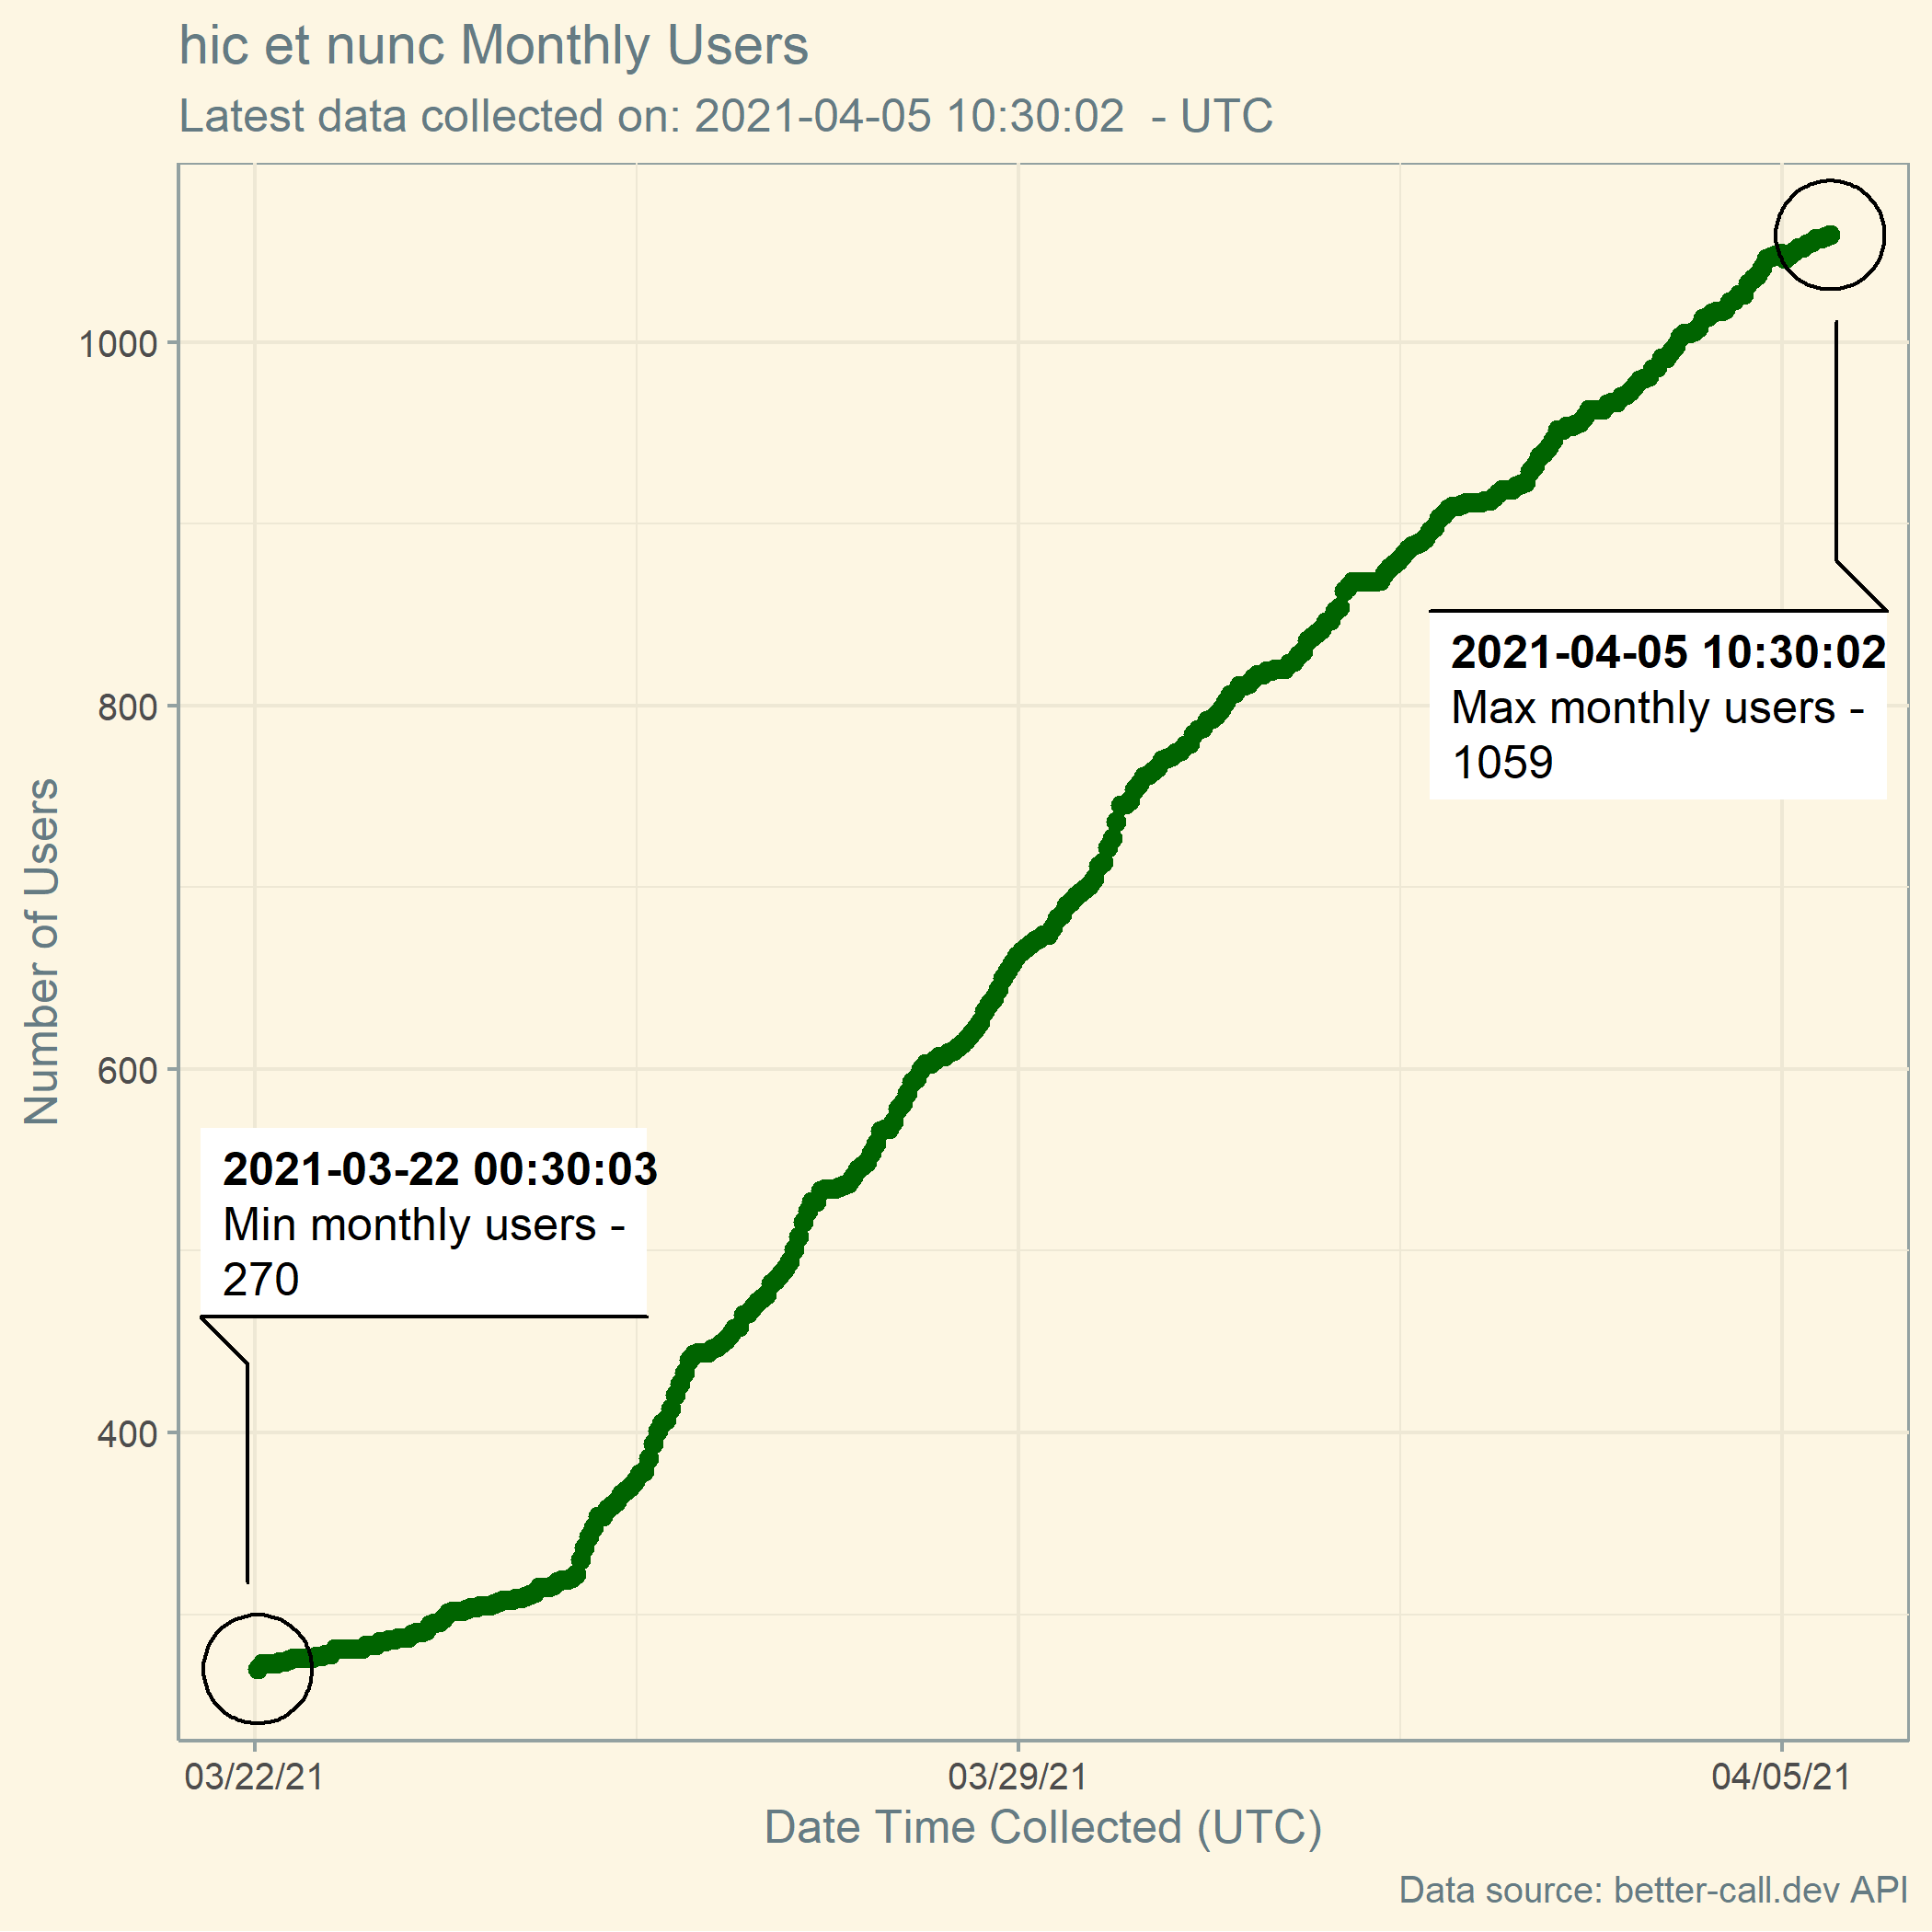 hic et nunc Monthly Users
Latest data collected on: 2021-04-05 10:30:02  - UTC
Number of Users
1000
800
600
400
2021-04-05 10:30:02
Max monthly users -
1059
2021-03-22 00:30:03
Min monthly users -
270
03/22/21
03/29/21
04/05/21
Date Time Collected (UTC)
Data source: better-call.dev API